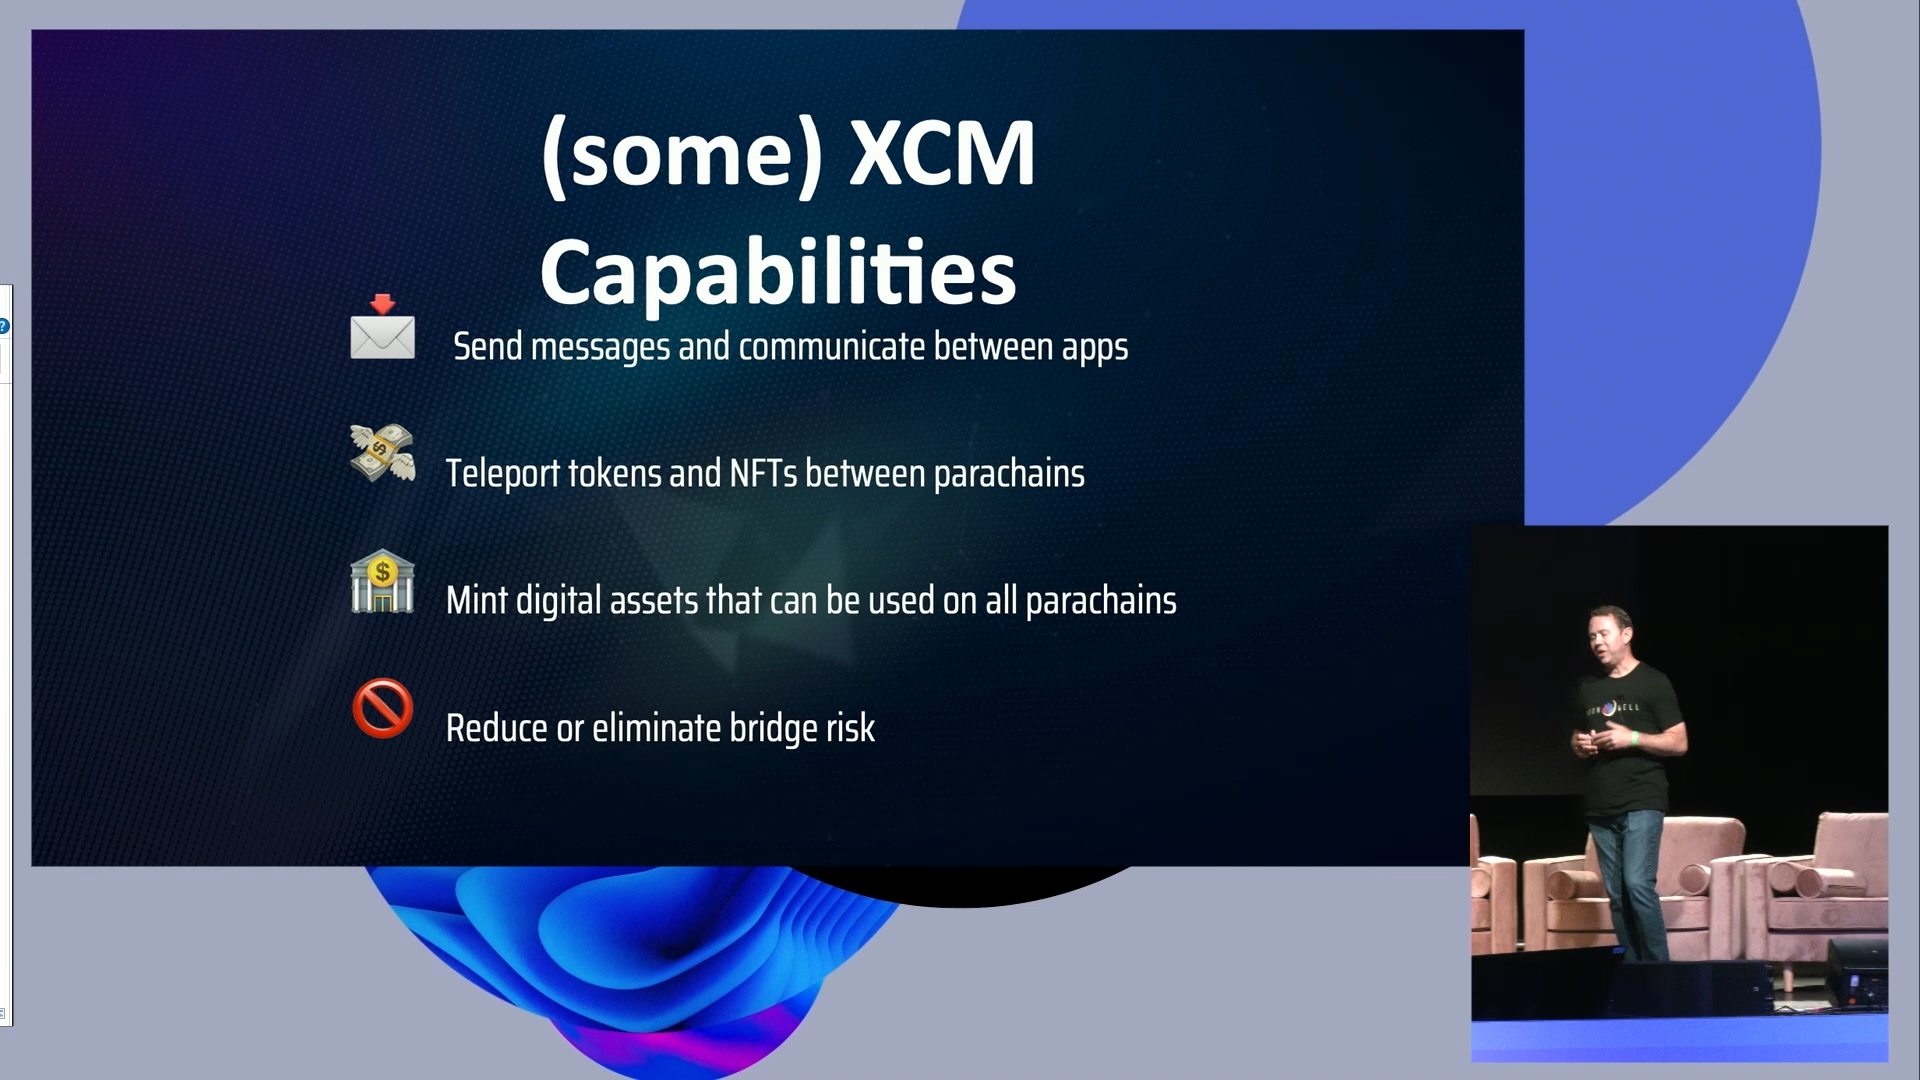 (some) XCM
Capabilities
Send messages and communicate between apps
Teleport tokens and NFTs between parachains
Mint digital assets that can be used on all parachains
Reduce or eliminate bridge risk